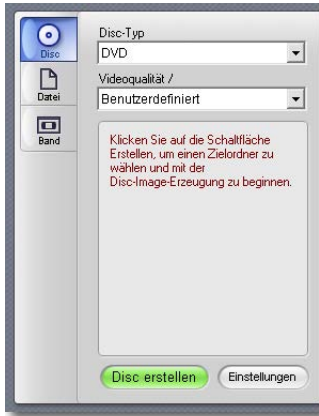 Disc
Datei
Band
Disc-Typ
DVD
Videoqualität /
Benutzerdefiniert
Klicken Sie auf die Schaltfläche
Erstellen, um einen Zielordner zu
wählen und mit der
Disc-Image-Erzeugung zu beginnen.
Disc erstellen
Einstellungen